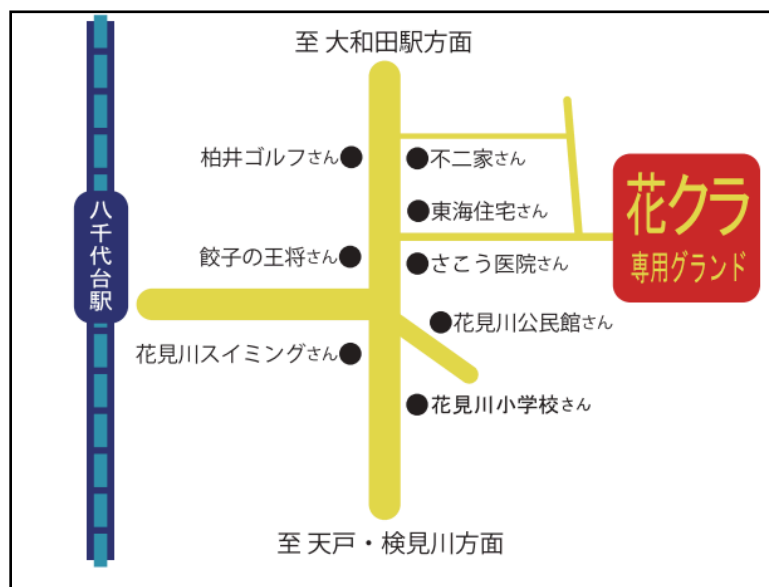 至 大和田駅方面
柏井ゴルフさん
不二家さん
東海住宅さん
花クラ
専用グランド
八千代台駅
餃子の王将さん
さこう医院さん
花見川公民館さん
花見川スイミングさん
花見川小学校さん
至 天戸・検見川方面